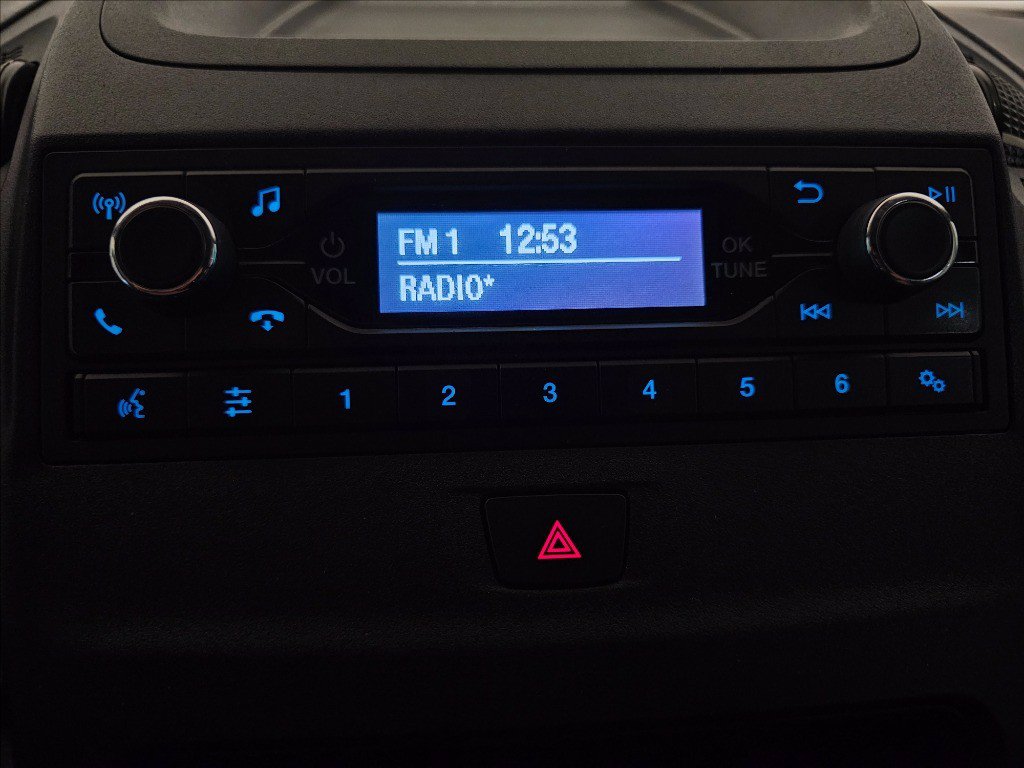 FM 1 12:53
RADIO*
VOL
OK
TUNE
1 2 3 4 5 6